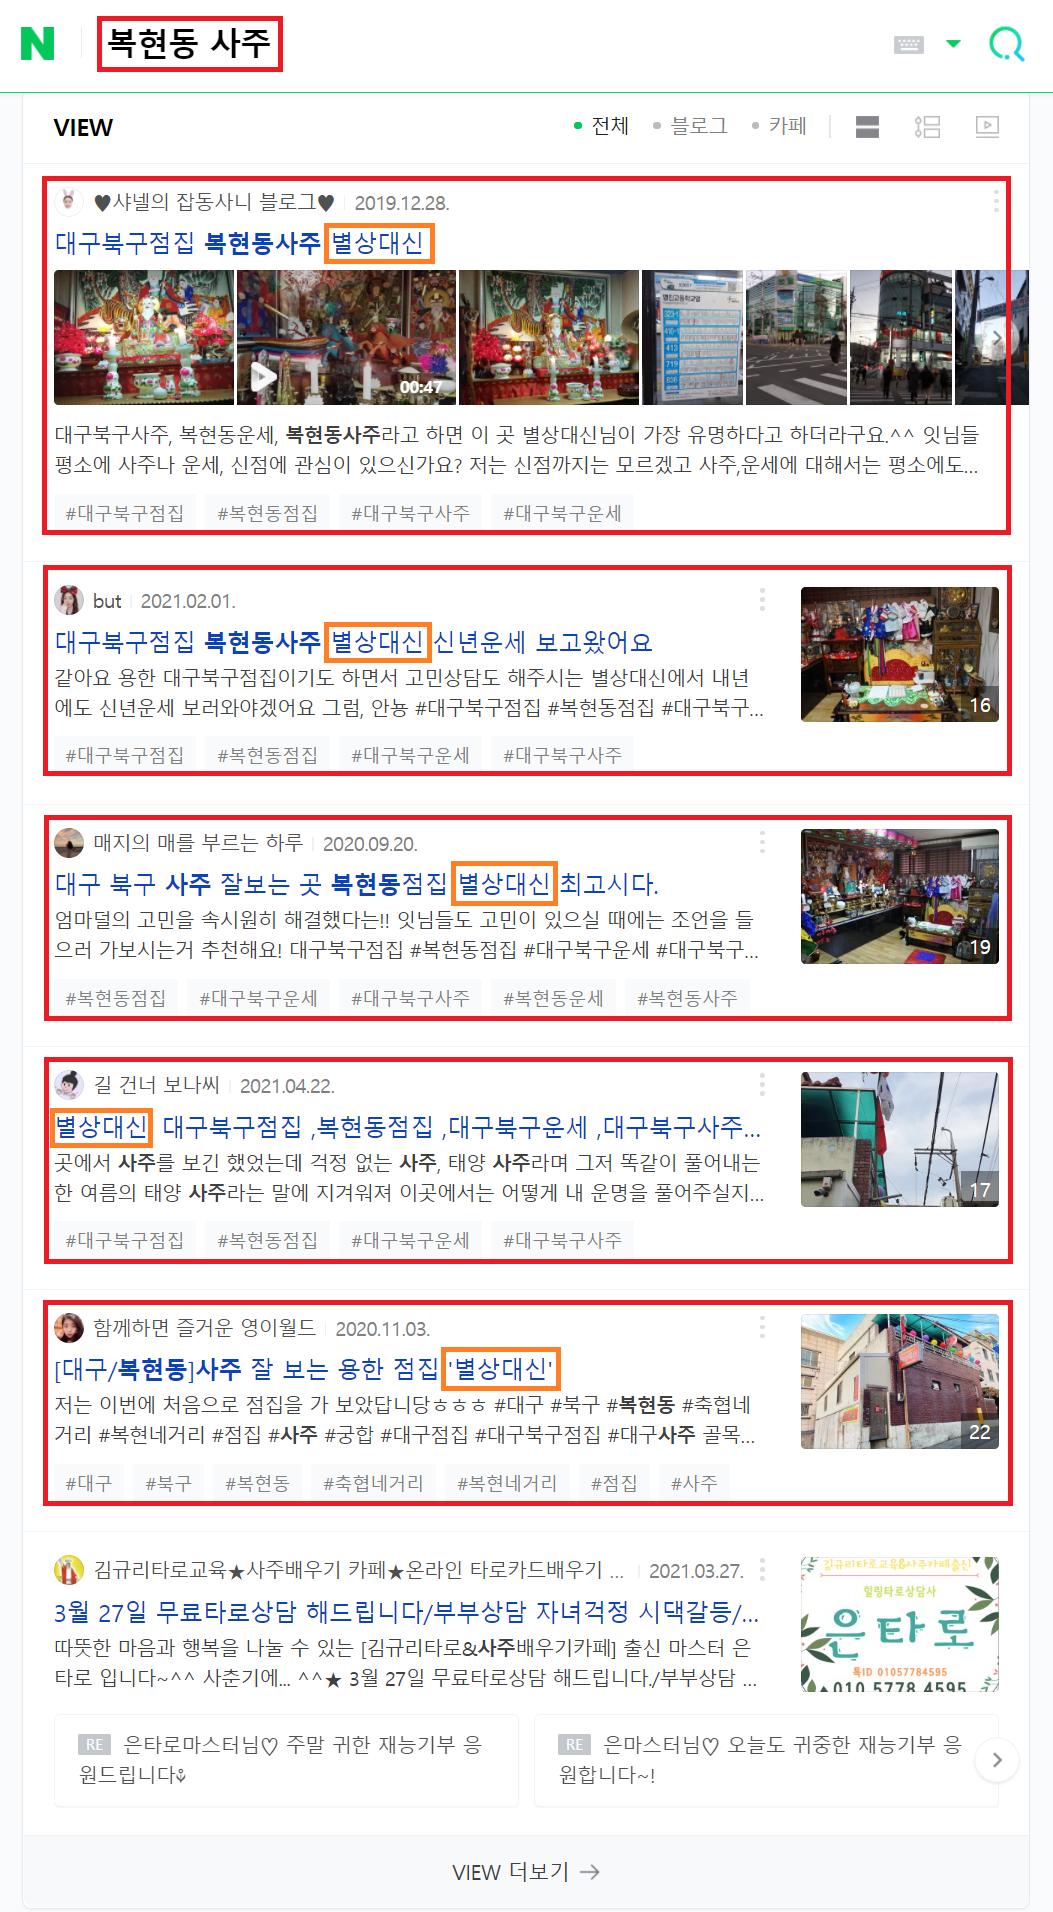 N 복현동 사주
VIEW 전체 블로그 카페
♥샤넬의 잡동사니 블로그♥ 2019.12.28.
대구북구점집 복현동사주 별상대신
00:47
대구북구사주, 복현동운세, 복현동사주라고 하면 이 곳 별상대신님이 가장 유명하다고 하더라구요.^^ 잇님들
평소에 사주나 운세, 신점에 관심이 있으신가요? 저는 신점까지는 모르겠고 사주,운세에 대해서는 평소에도...
#대구북구점집 #복현동점집 #대구북구사주 #대구북구운세
but 2021.02.01.
대구북구점집 복현동사주 별상대신 신년운세 보고왔어요
같아요 용한 대구북구점집이기도 하면서 고민상담도 해주시는 별상대신에서 내년
에도 신년운세 보러와야겠어요 그럼, 안뇽 #대구북구점집 #복현동점집 #대구북구...
16
#대구북구점집 #복현동점집 #대구북구운세 #대구북구사주
매지의 매를 부르는 하루 2020.09.20.
대구 북구 사주 잘보는 곳 복현동점집 별상대신 최고시다.
엄마덜의 고민을 속시원히 해결했다는!! 잇님들도 고민이 있으실 때에는 조언을 들
으러 가보시는거 추천해요! 대구북구점집 #복현동점집 #대구북구운세 #대구북구...
19
#복현동점집 #대구북구운세 #대구북구사주 #복현동운세 #복현동사주
길 건너 보나씨 2021.04.22.
별상대신 대구북구점집 ,복현동점집 ,대구북구운세 ,대구북구사주...
곳에서 사주를 보긴 했었는데 걱정 없는 사주, 태양 사주라며 그저 똑같이 풀어내는
한 여름의 태양 사주라는 말에 지겨워져 이곳에서는 어떻게 내 운명을 풀어주실지...
17
#대구북구점집 #복현동점집 #대구북구운세 #대구북구사주
함께하면 즐거운 영이월드 2020.11.03.
[대구/복현동]사주 잘 보는 용한 점집 '별상대신'
저는 이번에 처음으로 점집을 가 보았답니당ㅎㅎㅎ #대구 #북구 #복현동 #축협네
거리 #복현네거리 #점집 #사주 #궁합 #대구점집 #대구북구점집 #대구사주 골목...
22
#대구 #북구 #복현동 #축협네거리 #복현네거리 #점집 #사주
김규리타로교육★사주배우기 카페★온라인 타로카드배우기 ... 2021.03.27.
3월 27일 무료타로상담 해드립니다/부부상담 자녀걱정 시댁갈등/...
따뜻한 마음과 행복을 나눌 수 있는 [김규리타로&사주배우기카페] 출신 마스터 은
타로 입니다~^^ 사춘기에... ^^★ 3월 27일 무료타로상담 해드립니다./부부상담 ...
김규리타로교육&사주카페출신
힐링타로상담사
은타로
톡ID 01057784595
▲010 5778 4595
RE 은타로마스터님♡ 주말 귀한 재능기부 응
원드립니다
RE 은마스터님♡ 오늘도 귀중한 재능기부 응
원합니다~!
VIEW 더보기 →